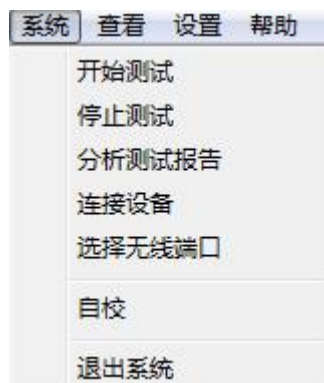 系统 查看 设置 帮助
开始测试
停止测试
分析测试报告
连接设备
选择无线端口
自校
退出系统